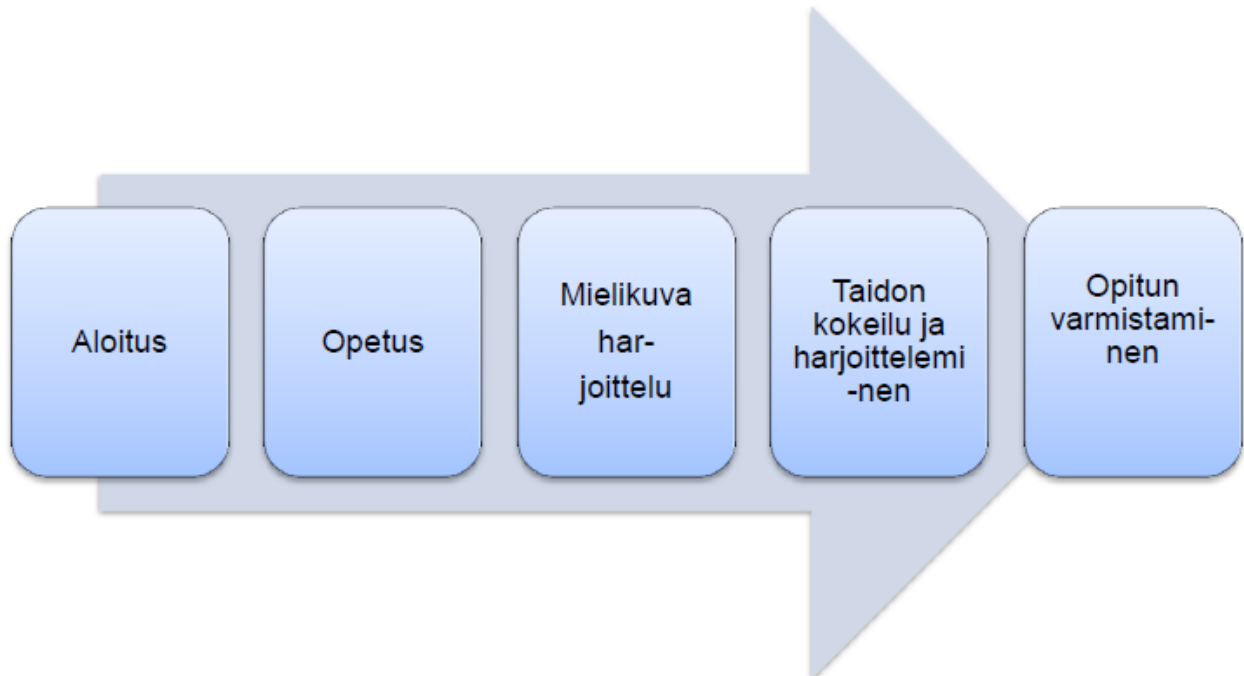 Aloitus
Opetus
Mielikuva
har-
joittelu
Taidon
kokeilu ja
harjoittelemi
-nen
Opitun
varmistami-
nen